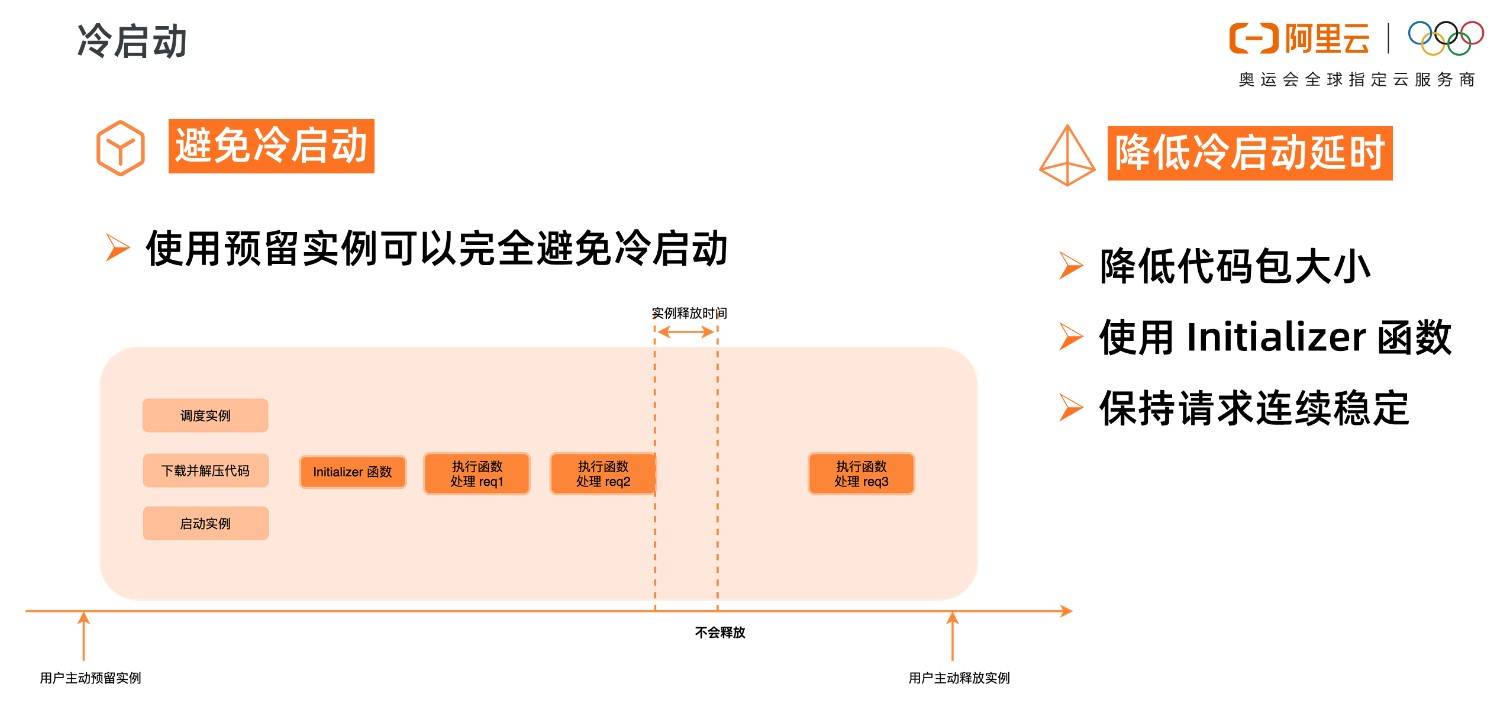 冷启动
阿里云
奥运会全球指定云服务商
避免冷启动
使用预留实例可以完全避免冷启动
实例释放时间
调度实例
下载并解压代码
启动实例
Initializer 函数
执行函数
处理 req1
执行函数
处理 req2
执行函数
处理 req3
不会释放
用户主动预留实例
用户主动释放实例
降低冷启动延时
降低代码包大小
使用 Initializer 函数
保持请求连续稳定